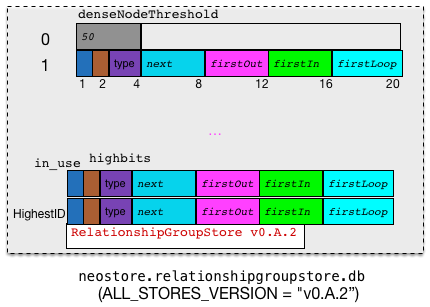 denseNodeThreshold
0 50
1 type next firstOut firstIn firstLoop
1 2 4 8 12 16 20
...
in_use highbits
type next firstOut firstIn firstLoop
HighestID type next firstOut firstIn firstLoop
RelationshipGroupStore v0.A.2
neostore.relationshipgroupstore.db
(ALL_STORES_VERSION = "v0.A.2”)